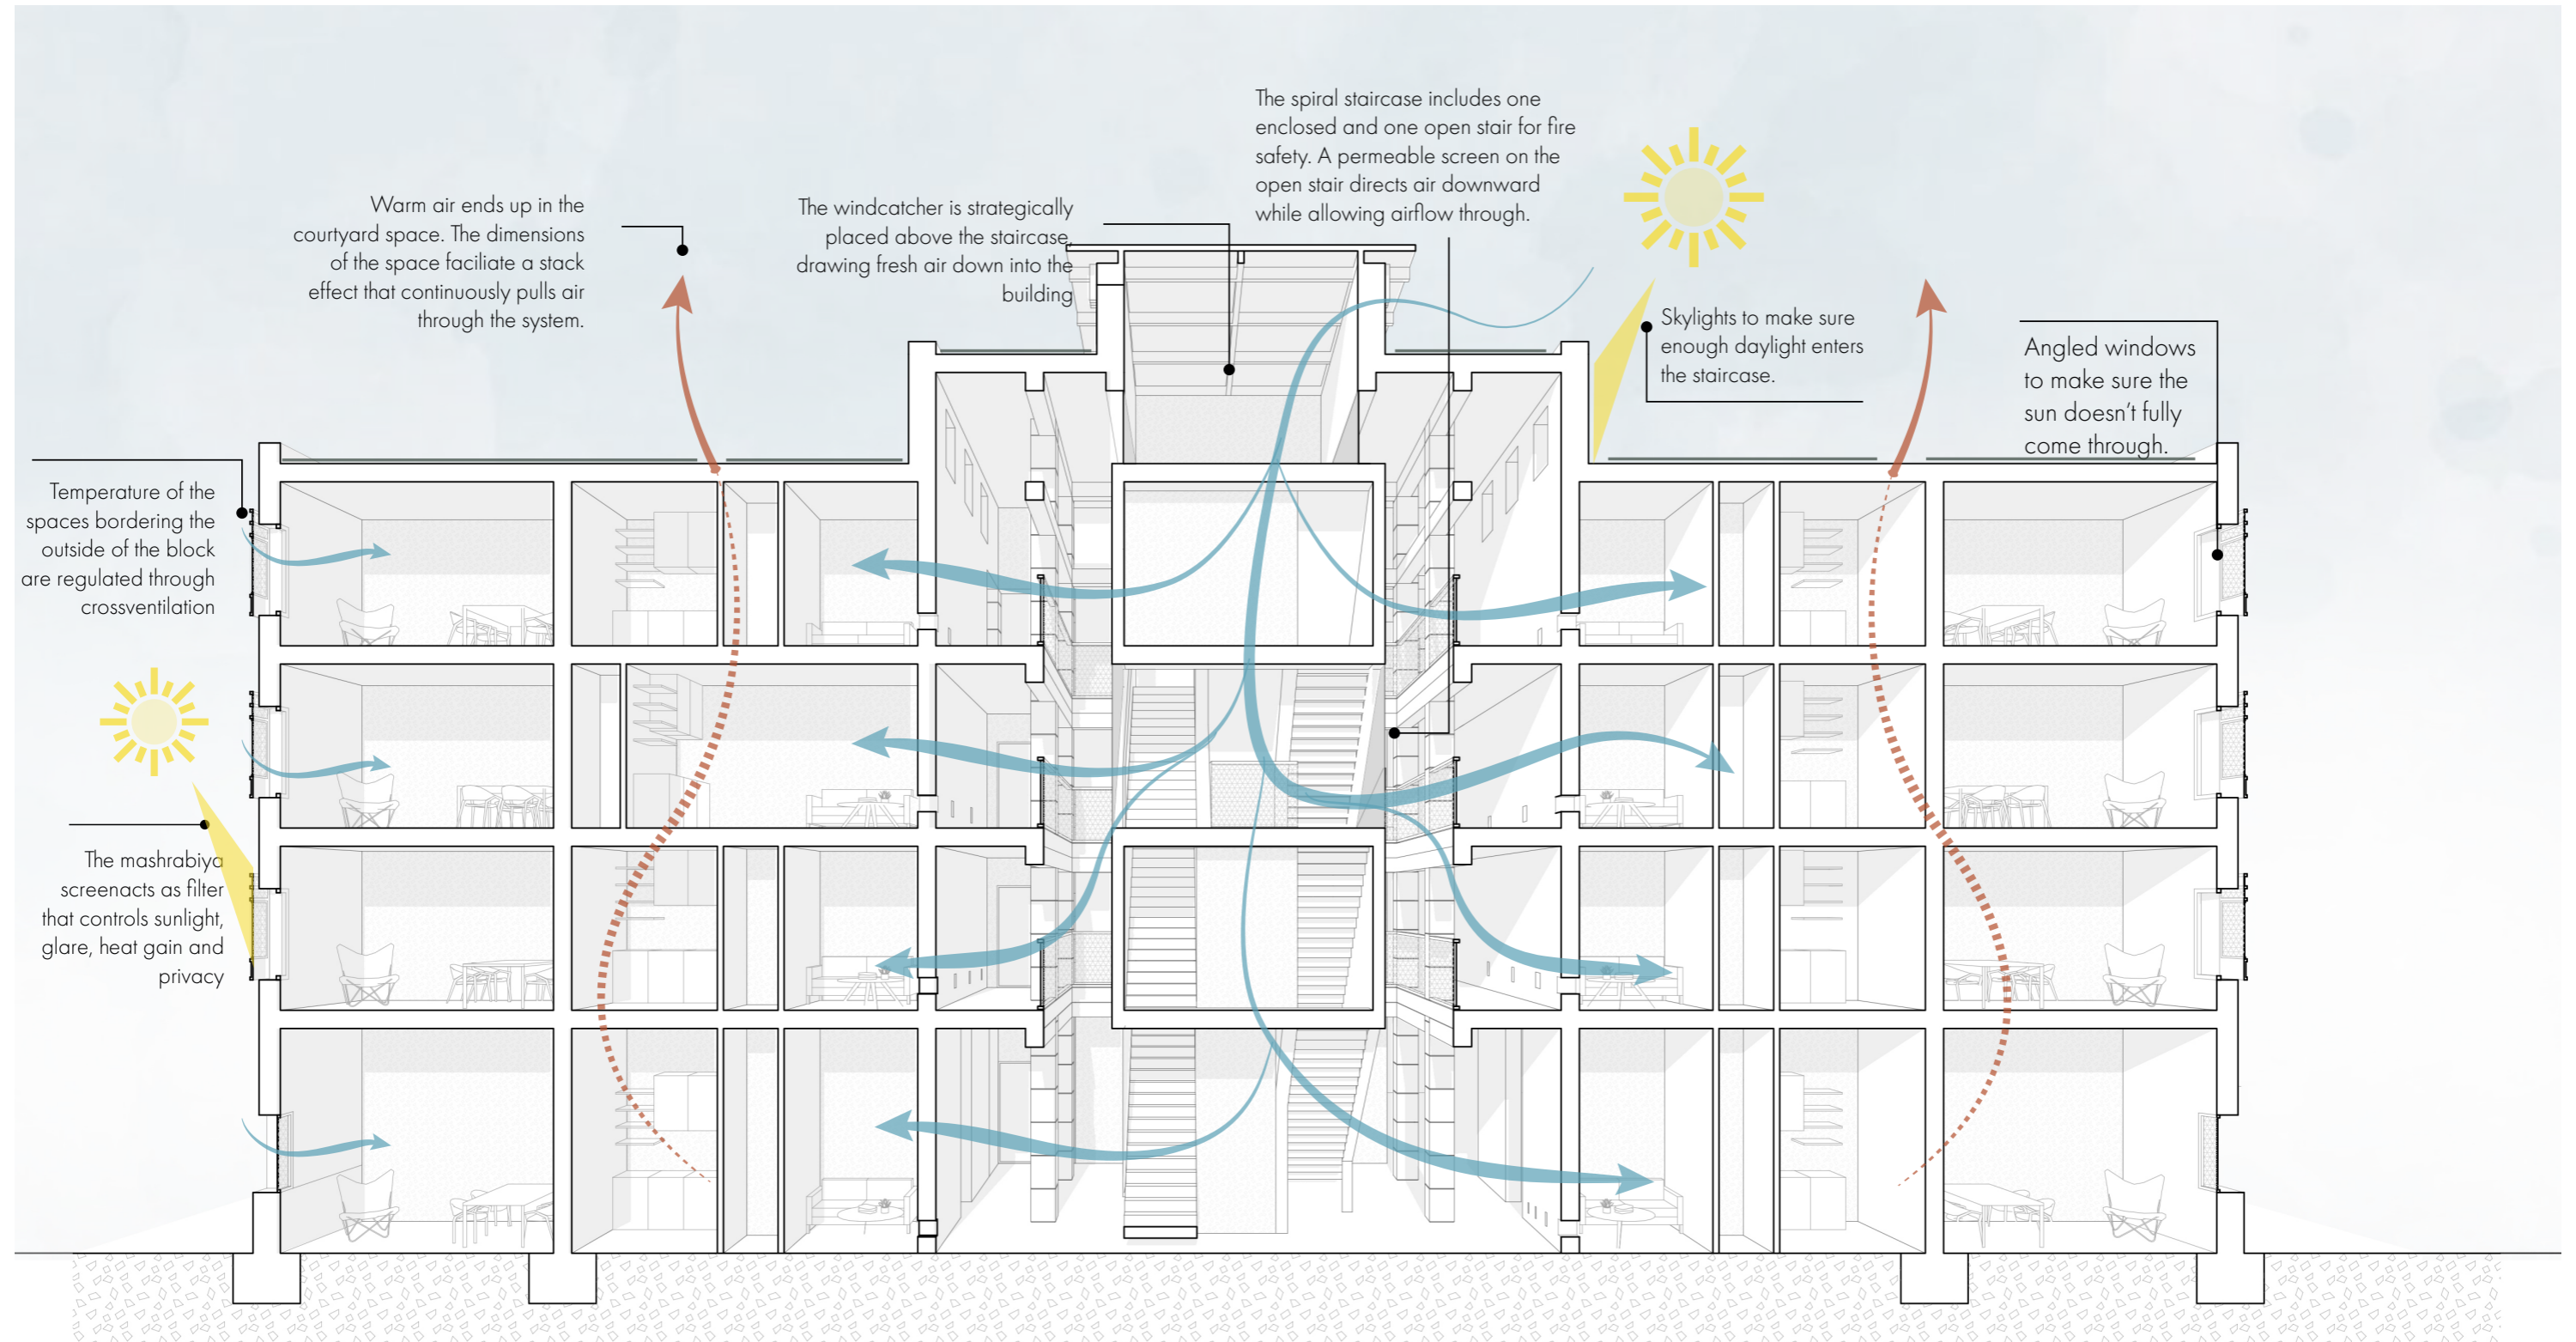 The spiral staircase includes one
enclosed and one open stair for fire
safety. A permeable screen on the
open stair directs air downward
while allowing airflow through.
Warm air ends up in the
courtyard space. The dimensions
of the space faciliate a stack
effect that continuously pulls air
through the system.
The windcatcher is strategically
placed above the staircase,
drawing fresh air down into the
building
Skylights to make sure
enough daylight enters
the staircase.
Angled windows
to make sure the
sun doesn't fully
come through.
Temperature of the
spaces bordering the
outside of the block
are regulated through
crossventilation
The mashrabiya
screenacts as filter
that controls sunlight,
glare, heat gain and
privacy